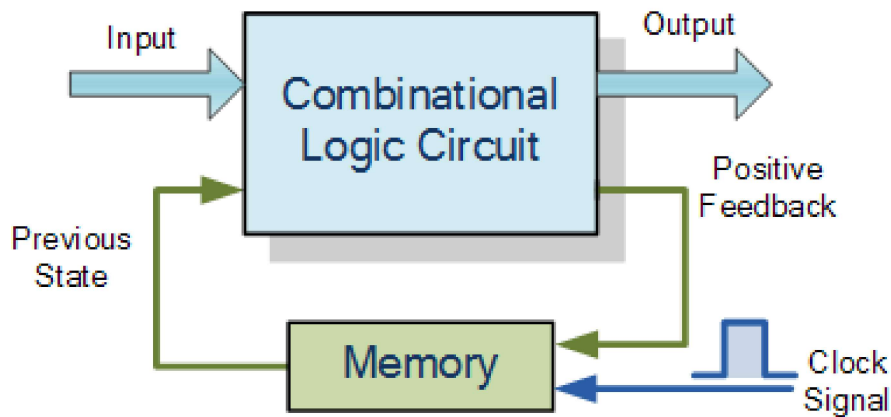 Input
Output
Combinational
Logic Circuit
Positive
Feedback
Previous
State
Memory
Clock
Signal